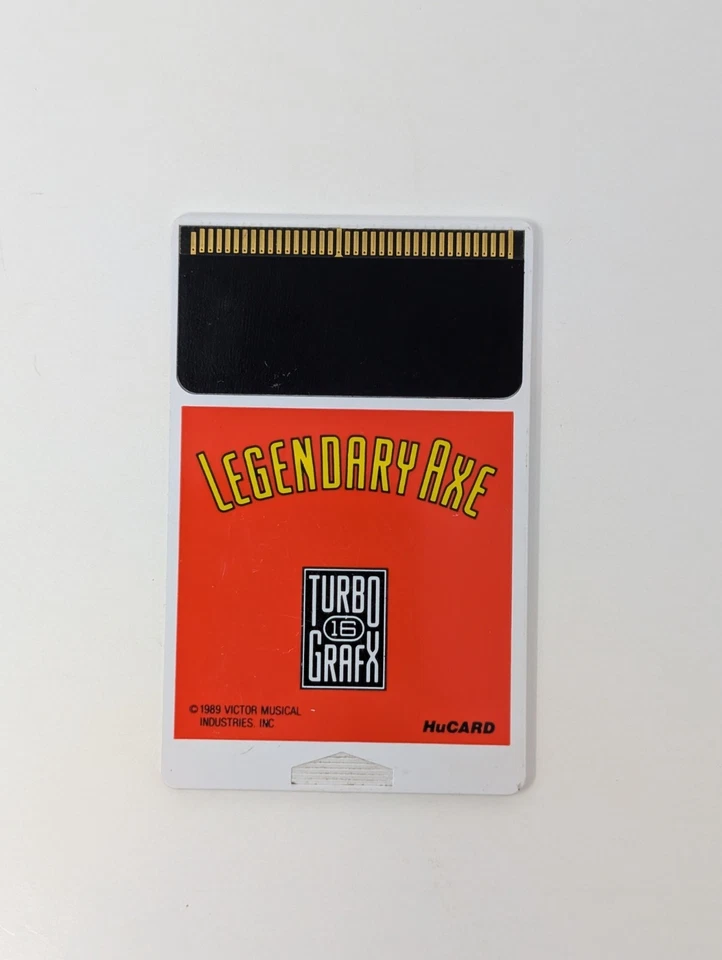 LEGENDARY AXE
TURBO
16
GRAFX
© 1989 VICTOR MUSICAL
INDUSTRIES, INC
HuCARD